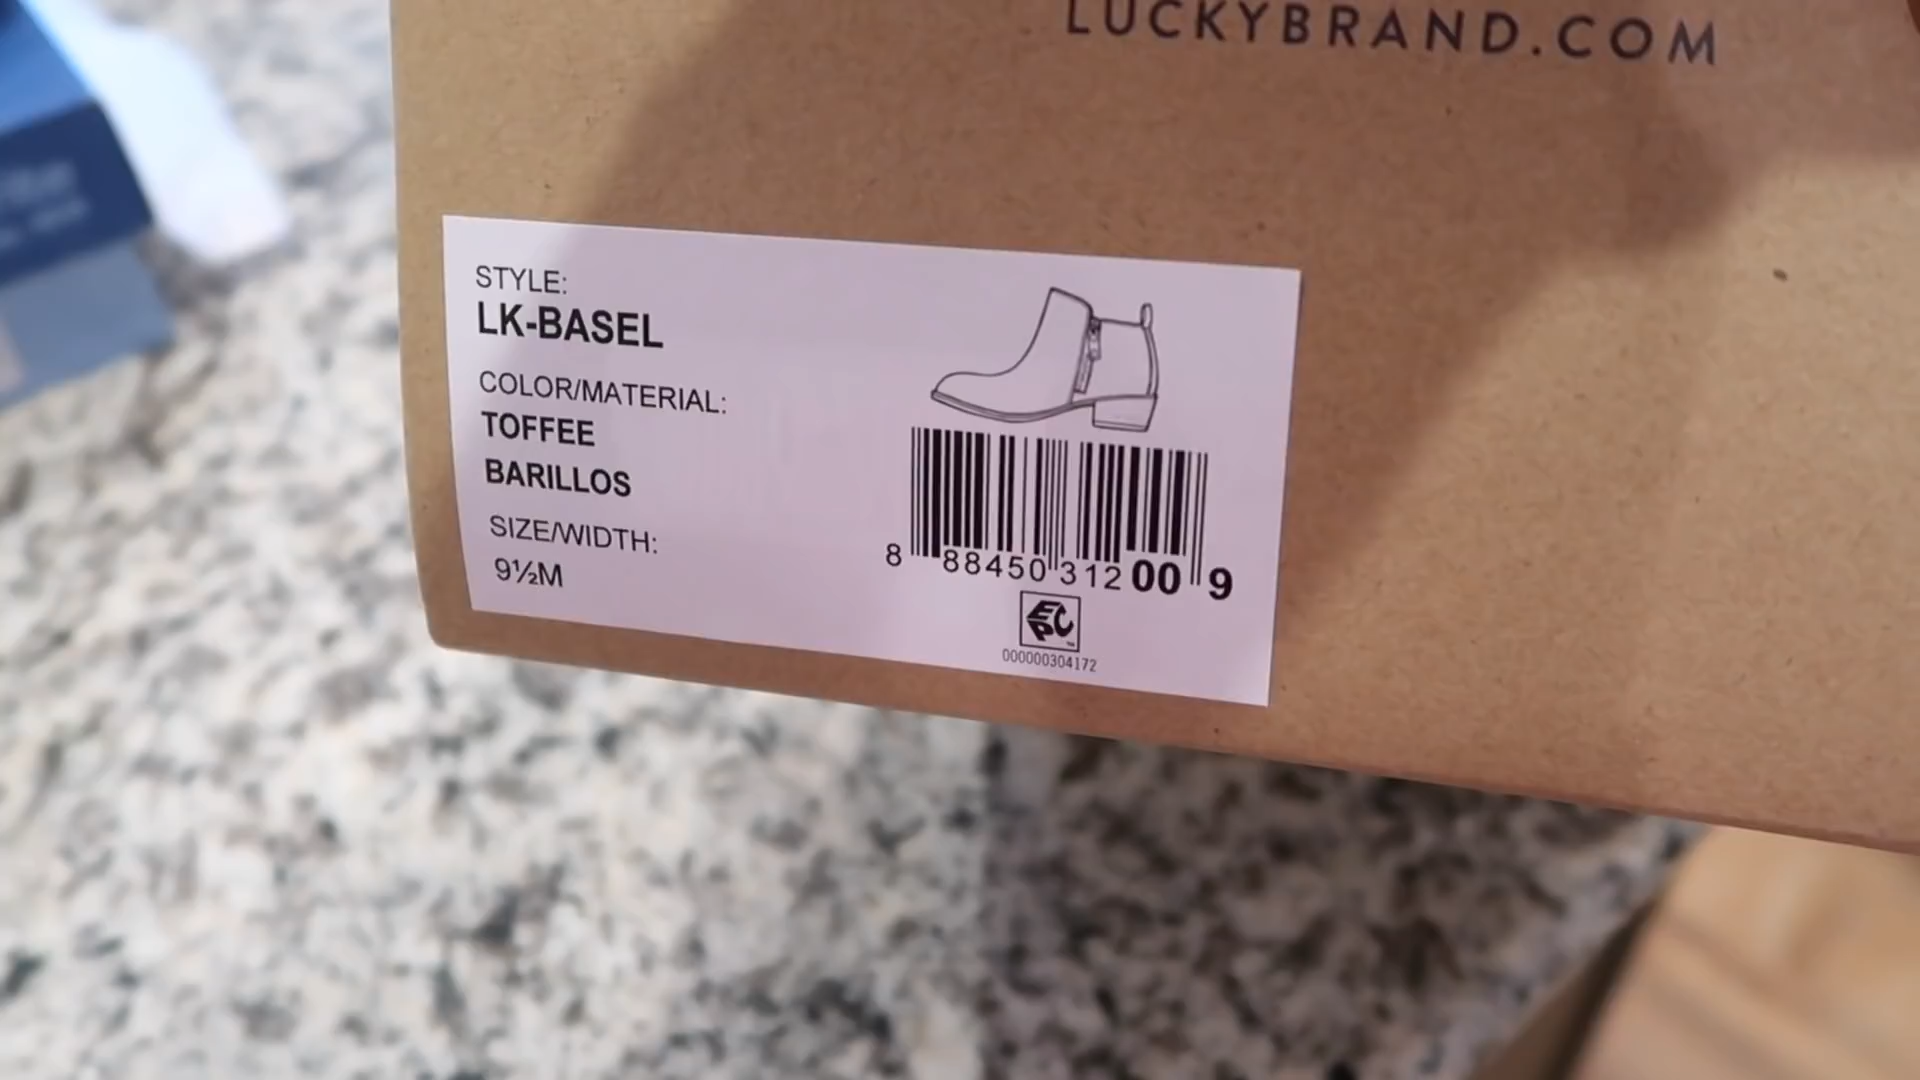 LUCKYBRAND.COM
STYLE:
LK-BASEL
COLOR/MATERIAL:
TOFFEE
BARILLOS
SIZE/WIDTH:
9½M
8 88450 312 00 9
EPC
000000304172